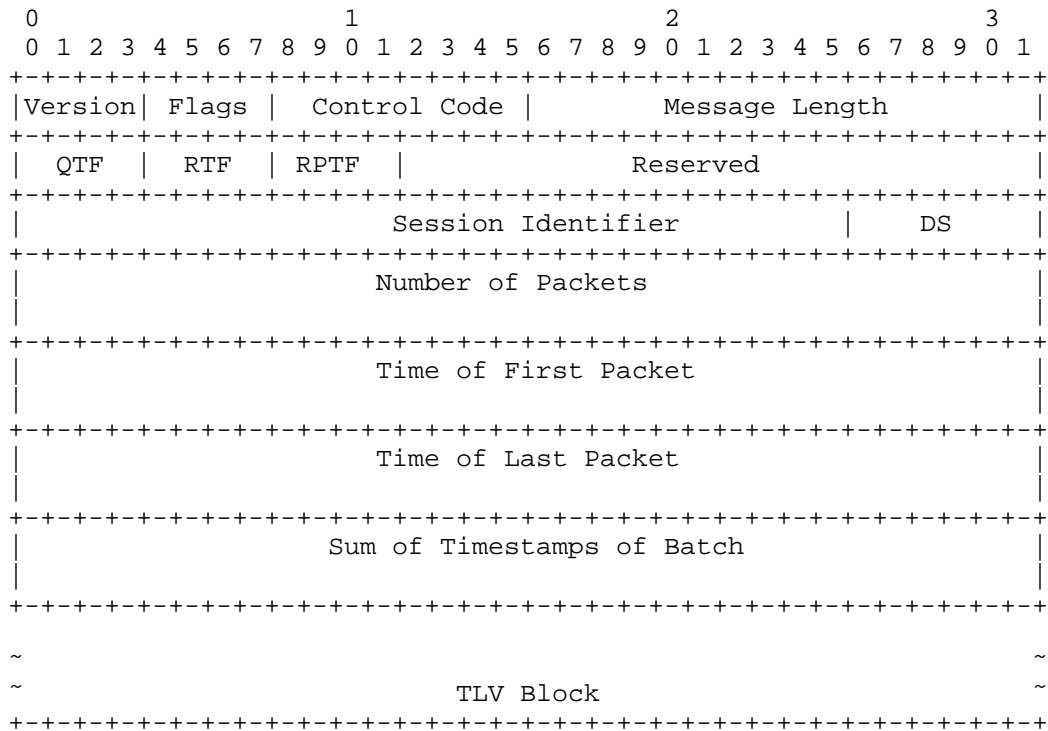 0                   1                   2                   3
 0 1 2 3 4 5 6 7 8 9 0 1 2 3 4 5 6 7 8 9 0 1 2 3 4 5 6 7 8 9 0 1
+-+-+-+-+-+-+-+-+-+-+-+-+-+-+-+-+-+-+-+-+-+-+-+-+-+-+-+-+-+-+-+-+
|Version| Flags |  Control Code |        Message Length         |
+-+-+-+-+-+-+-+-+-+-+-+-+-+-+-+-+-+-+-+-+-+-+-+-+-+-+-+-+-+-+-+-+
|  QTF  |  RTF  | RPTF  |              Reserved                 |
+-+-+-+-+-+-+-+-+-+-+-+-+-+-+-+-+-+-+-+-+-+-+-+-+-+-+-+-+-+-+-+-+
|                       Session Identifier          |    DS     |
+-+-+-+-+-+-+-+-+-+-+-+-+-+-+-+-+-+-+-+-+-+-+-+-+-+-+-+-+-+-+-+-+
|                      Number of Packets                        |
|                                                               |
+-+-+-+-+-+-+-+-+-+-+-+-+-+-+-+-+-+-+-+-+-+-+-+-+-+-+-+-+-+-+-+-+
|                      Time of First Packet                     |
|                                                               |
+-+-+-+-+-+-+-+-+-+-+-+-+-+-+-+-+-+-+-+-+-+-+-+-+-+-+-+-+-+-+-+-+
|                      Time of Last Packet                      |
|                                                               |
+-+-+-+-+-+-+-+-+-+-+-+-+-+-+-+-+-+-+-+-+-+-+-+-+-+-+-+-+-+-+-+-+
|                   Sum of Timestamps of Batch                  |
|                                                               |
+-+-+-+-+-+-+-+-+-+-+-+-+-+-+-+-+-+-+-+-+-+-+-+-+-+-+-+-+-+-+-+-+
~                                                               ~
~                           TLV Block                           ~
+-+-+-+-+-+-+-+-+-+-+-+-+-+-+-+-+-+-+-+-+-+-+-+-+-+-+-+-+-+-+-+-+